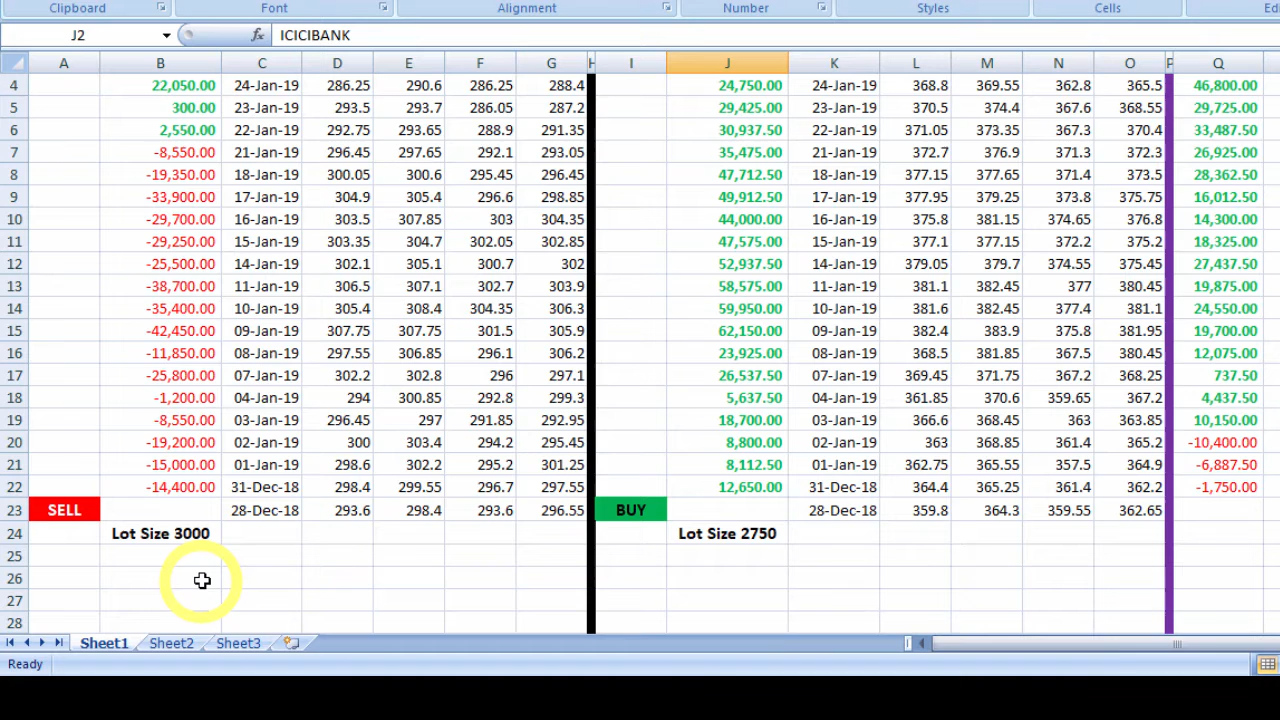 Clipboard Font Alignment Number Styles Cells
J2 fx ICICIBANK
A B C D E F G H I J K L M N O P Q
4 22,050.00 24-Jan-19 286.25 290.6 286.25 288.4 24,750.00 24-Jan-19 368.8 369.55 362.8 365.5 46,800.00
5 300.00 23-Jan-19 293.5 293.7 286.05 287.2 29,425.00 23-Jan-19 370.5 374.4 367.6 368.55 29,725.00
6 2,550.00 22-Jan-19 292.75 293.65 288.9 291.35 30,937.50 22-Jan-19 371.05 373.35 367.3 370.4 33,487.50
7 -8,550.00 21-Jan-19 296.45 297.65 292.1 293.05 35,475.00 21-Jan-19 372.7 376.9 371.3 372.3 26,925.00
8 -19,350.00 18-Jan-19 300.05 300.6 295.45 296.45 47,712.50 18-Jan-19 377.15 377.65 371.4 373.5 28,362.50
9 -33,900.00 17-Jan-19 304.9 305.4 296.6 298.85 49,912.50 17-Jan-19 377.95 379.25 373.8 375.75 16,012.50
10 -29,700.00 16-Jan-19 303.5 307.85 303 304.35 44,000.00 16-Jan-19 375.8 381.15 374.65 376.8 14,300.00
11 -29,250.00 15-Jan-19 303.35 304.7 302.05 302.85 47,575.00 15-Jan-19 377.1 377.15 372.2 375.2 18,325.00
12 -25,500.00 14-Jan-19 302.1 305.1 300.7 302 52,937.50 14-Jan-19 379.05 379.7 374.55 375.45 27,437.50
13 -38,700.00 11-Jan-19 306.5 307.1 302.7 303.9 58,575.00 11-Jan-19 381.1 382.45 377 380.45 19,875.00
14 -35,400.00 10-Jan-19 305.4 308.4 304.35 306.3 59,950.00 10-Jan-19 381.6 382.45 377.4 381.1 24,550.00
15 -42,450.00 09-Jan-19 307.75 307.75 301.5 305.9 62,150.00 09-Jan-19 382.4 383.9 375.8 381.95 19,700.00
16 -11,850.00 08-Jan-19 297.55 306.85 296.1 306.2 23,925.00 08-Jan-19 368.5 381.85 367.5 380.45 12,075.00
17 -25,800.00 07-Jan-19 302.2 302.8 296 297.1 26,537.50 07-Jan-19 369.45 371.75 367.2 368.25 737.50
18 -1,200.00 04-Jan-19 294 300.85 292.8 299.3 5,637.50 04-Jan-19 361.85 370.6 359.65 367.2 4,437.50
19 -8,550.00 03-Jan-19 296.45 297 291.85 292.95 18,700.00 03-Jan-19 366.6 368.45 363 363.85 10,150.00
20 -19,200.00 02-Jan-19 300 303.4 294.2 295.45 8,800.00 02-Jan-19 363 368.85 361.4 365.2 -10,400.00
21 -15,000.00 01-Jan-19 298.6 302.2 295.2 301.25 8,112.50 01-Jan-19 362.75 365.55 357.5 364.9 -6,887.50
22 -14,400.00 31-Dec-18 298.4 299.55 296.7 297.55 12,650.00 31-Dec-18 364.4 365.25 361.4 362.2 -1,750.00
23 SELL 28-Dec-18 293.6 298.4 293.6 296.55 BUY 28-Dec-18 359.8 364.3 359.55 362.65
24 Lot Size 3000 Lot Size 2750
25
26
27
28
Sheet1 Sheet2 Sheet3
Ready